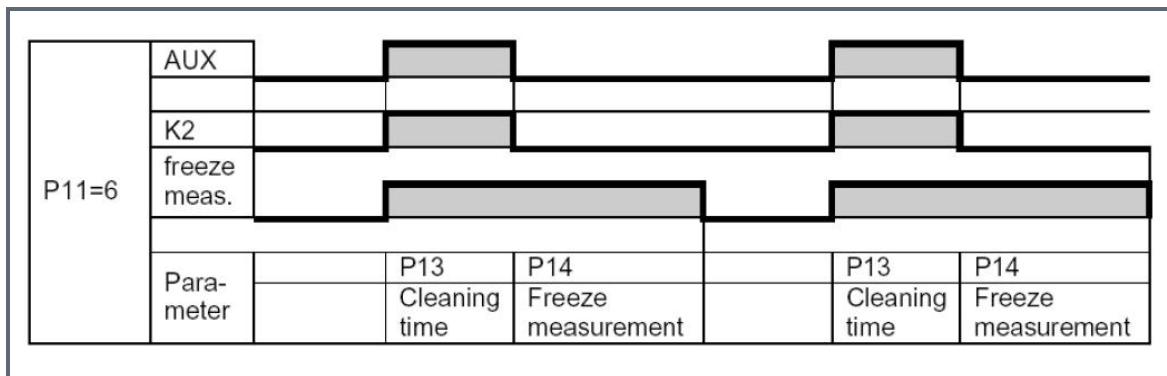 AUX
K2
P11=6
freeze
meas.
Para-
meter
P13
P14
P13
P14
Cleaning
time
Freeze
measurement
Cleaning
time
Freeze
measurement